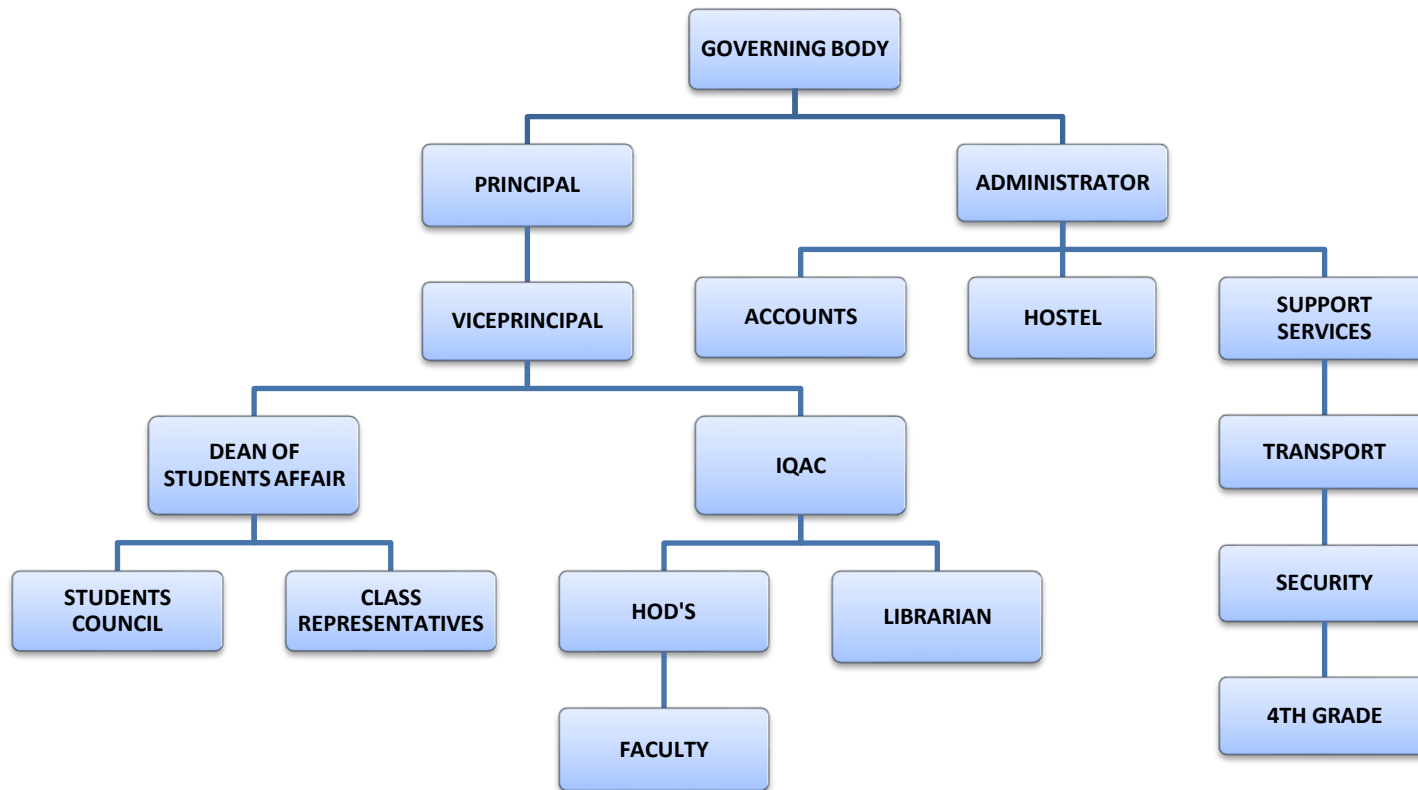 GOVERNING BODY
PRINCIPAL
ADMINISTRATOR
VICEPRINCIPAL
ACCOUNTS
HOSTEL
SUPPORT
SERVICES
DEAN OF
STUDENTS AFFAIR
IQAC
TRANSPORT
STUDENTS
COUNCIL
CLASS
REPRESENTATIVES
HOD'S
LIBRARIAN
SECURITY
FACULTY
4TH GRADE